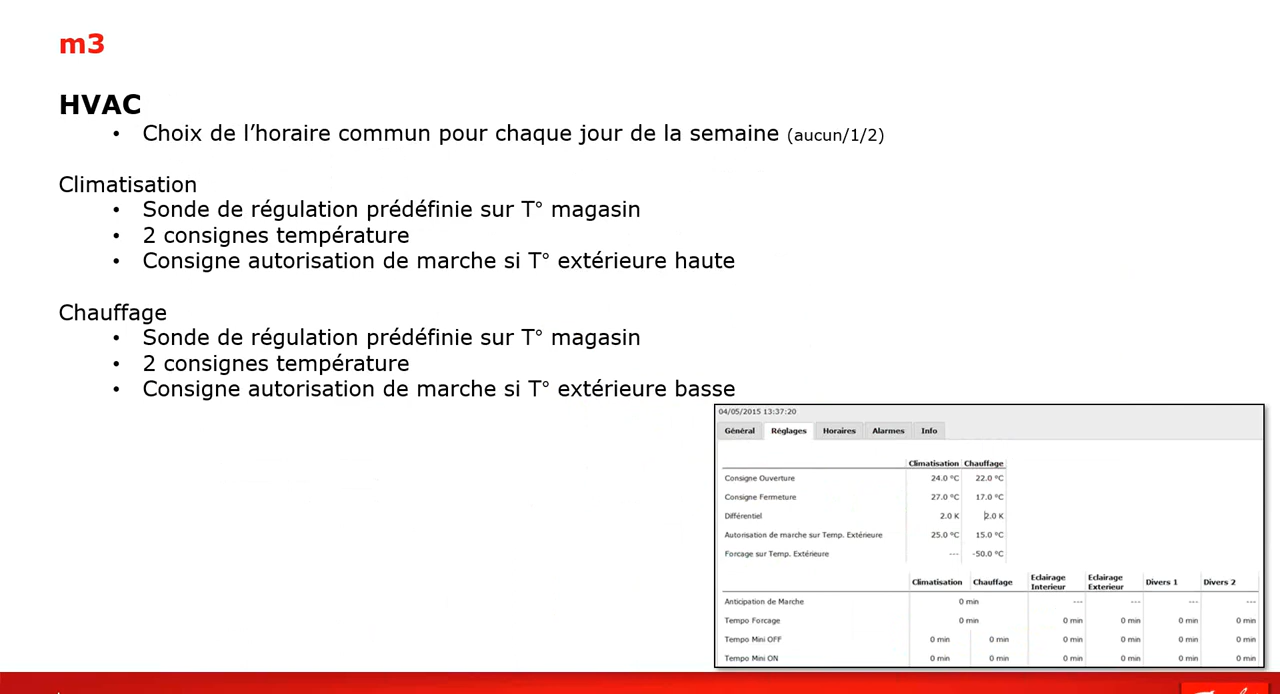 m3
HVAC
• Choix de l’horaire commun pour chaque jour de la semaine (aucun/1/2)
Climatisation
• Sonde de régulation prédéfinie sur T° magasin
• 2 consignes température
• Consigne autorisation de marche si T° extérieure haute
Chauffage
• Sonde de régulation prédéfinie sur T° magasin
• 2 consignes température
• Consigne autorisation de marche si T° extérieure basse
04/05/2015 13:37:20
Général Réglages Horaires Alarmes Info
Climatisation Chauffage
Consigne Ouverture 24.0 °C 22.0 °C
Consigne Fermeture 27.0 °C 17.0 °C
Différentiel 2.0 K 2.0 K
Autorisation de marche sur Temp. Extérieure 25.0 °C 15.0 °C
Forcage sur Temp. Extérieure --- -50.0 °C
Climatisation Chauffage Eclairage Interieur Eclairage Exterieur Divers 1 Divers 2
Anticipation de Marche 0 min --- --- --- ---
Tempo Forcage 0 min 0 min 0 min 0 min 0 min
Tempo Mini OFF 0 min 0 min 0 min 0 min 0 min 0 min
Tempo Mini ON 0 min 0 min 0 min 0 min 0 min 0 min